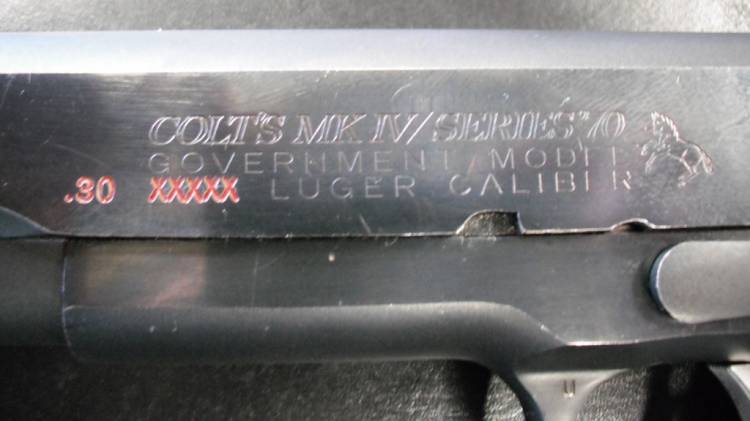 COLT'S MK IV/SERIES'70
GOVERNMENT MODEL
.30 XXXXX LUGER CALIBER
U